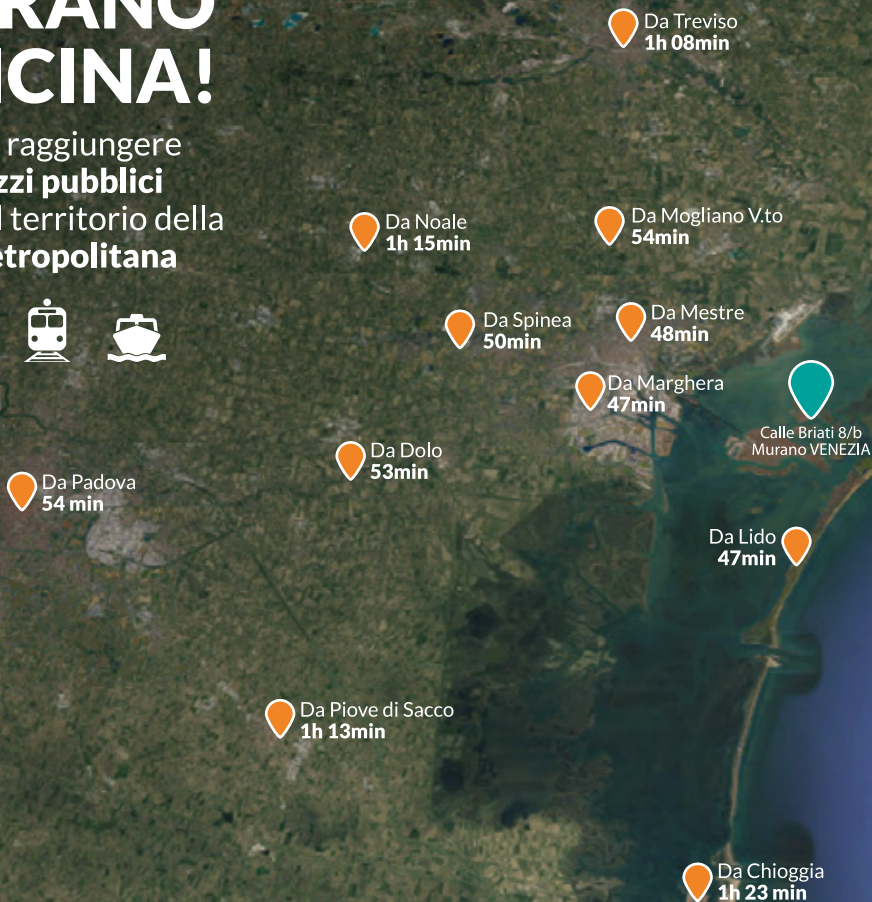 RANO
ICINA!
raggiungere
zzi pubblici
l territorio della
etropolitana
Da Treviso
1h 08min
Da Noale
1h 15min
Da Mogliano V.to
54min
Da Spinea
50min
Da Mestre
48min
Da Marghera
47min
Calle Briati 8/b
Murano VENEZIA
Da Dolo
53min
Da Padova
54 min
Da Lido
47min
Da Piove di Sacco
1h 13min
Da Chioggia
1h 23 min